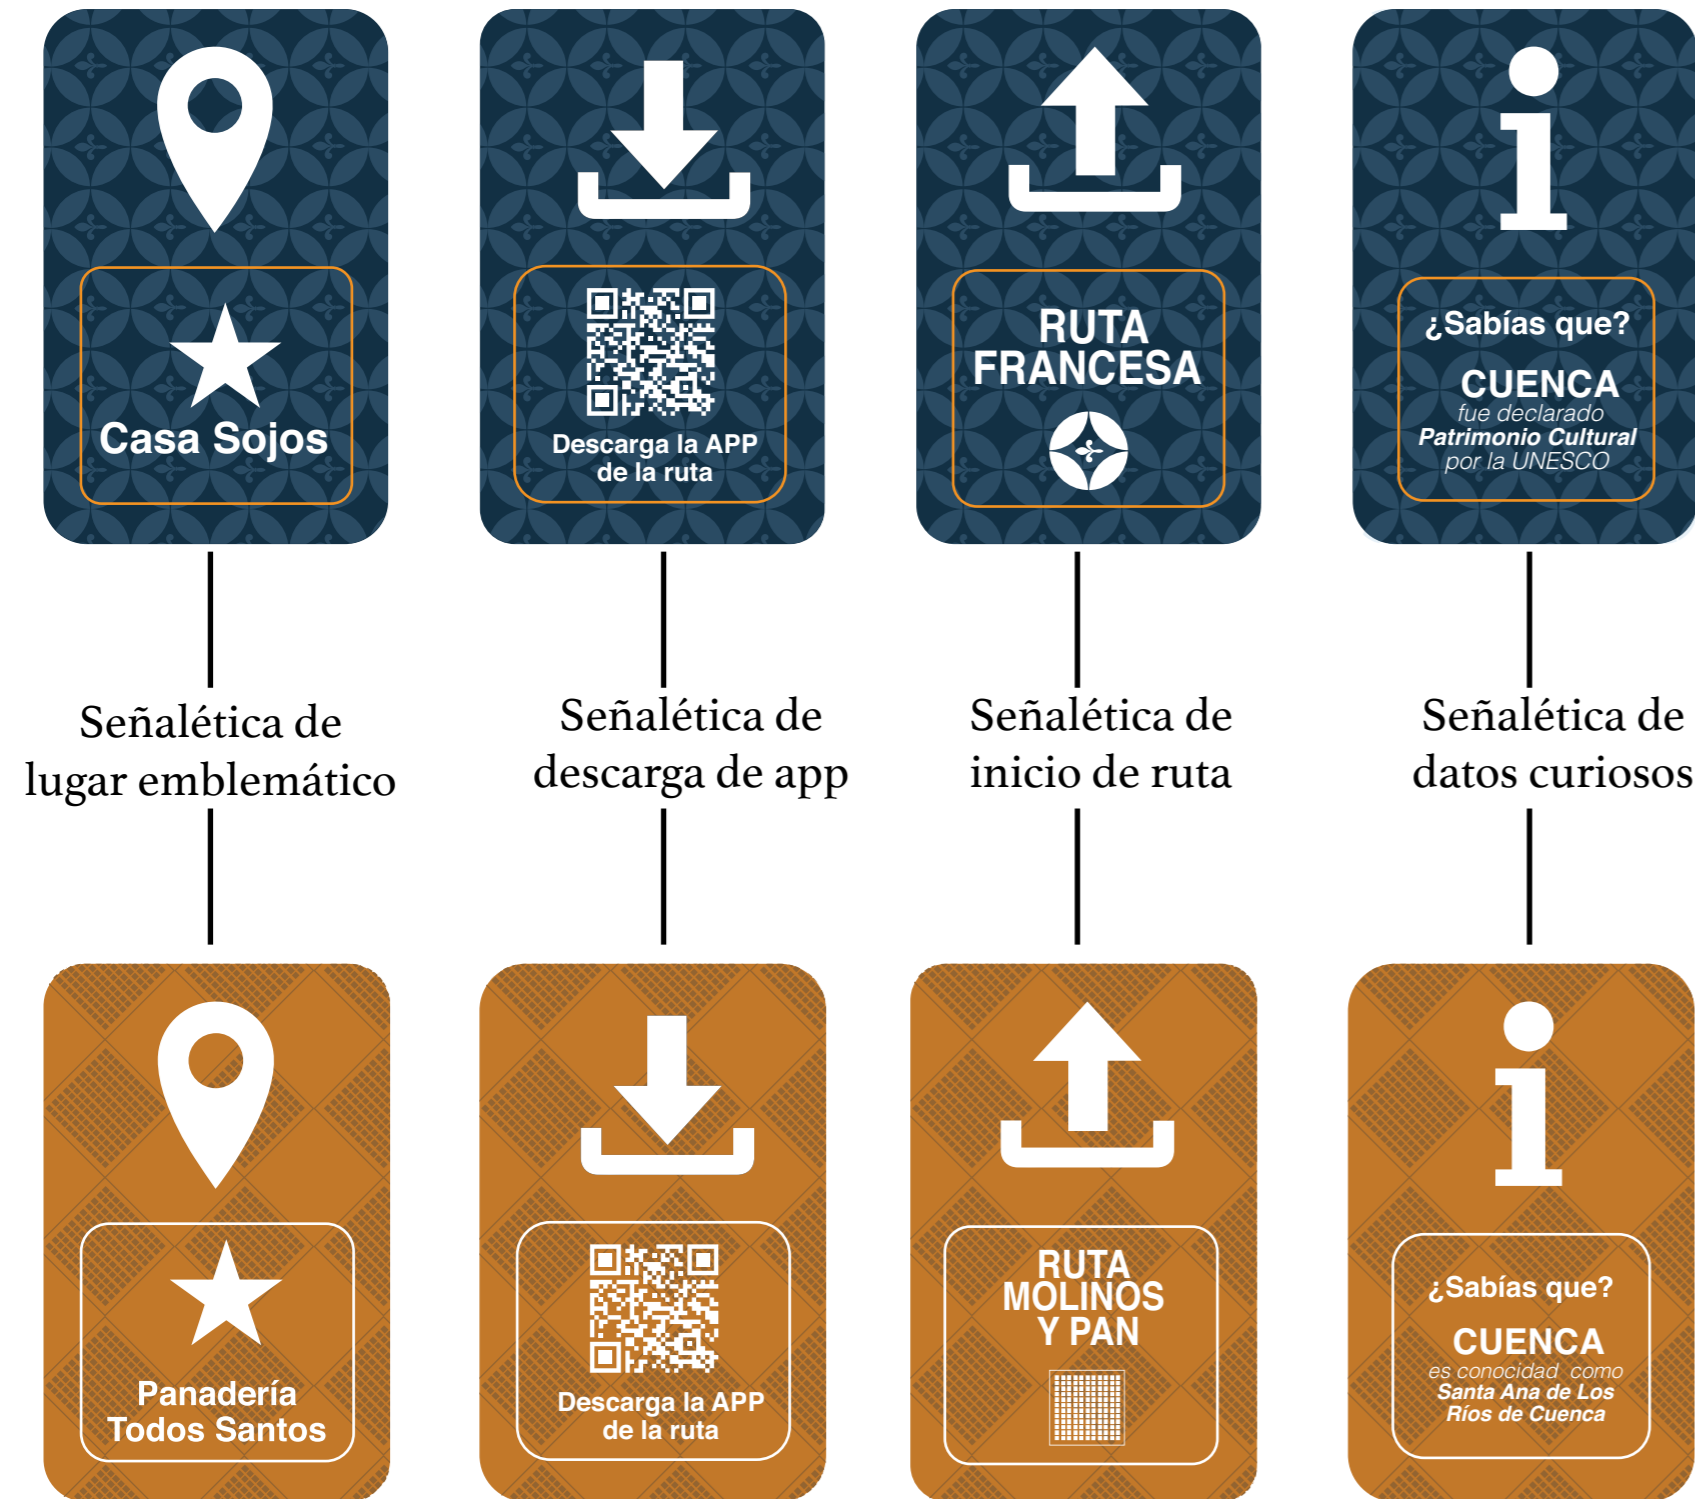 Casa Sojos
Descarga la APP
de la ruta
RUTA
FRANCESA
¿Sabías que?
CUENCA
fue declarado
Patrimonio Cultural
por la UNESCO
Señalética de
lugar emblemático
Señalética de
descarga de app
Señalética de
inicio de ruta
Señalética de
datos curiosos
Panadería
Todos Santos
Descarga la APP
de la ruta
RUTA
MOLINOS
Y PAN
¿Sabías que?
CUENCA
es conocidad como
Santa Ana de Los
Ríos de Cuenca